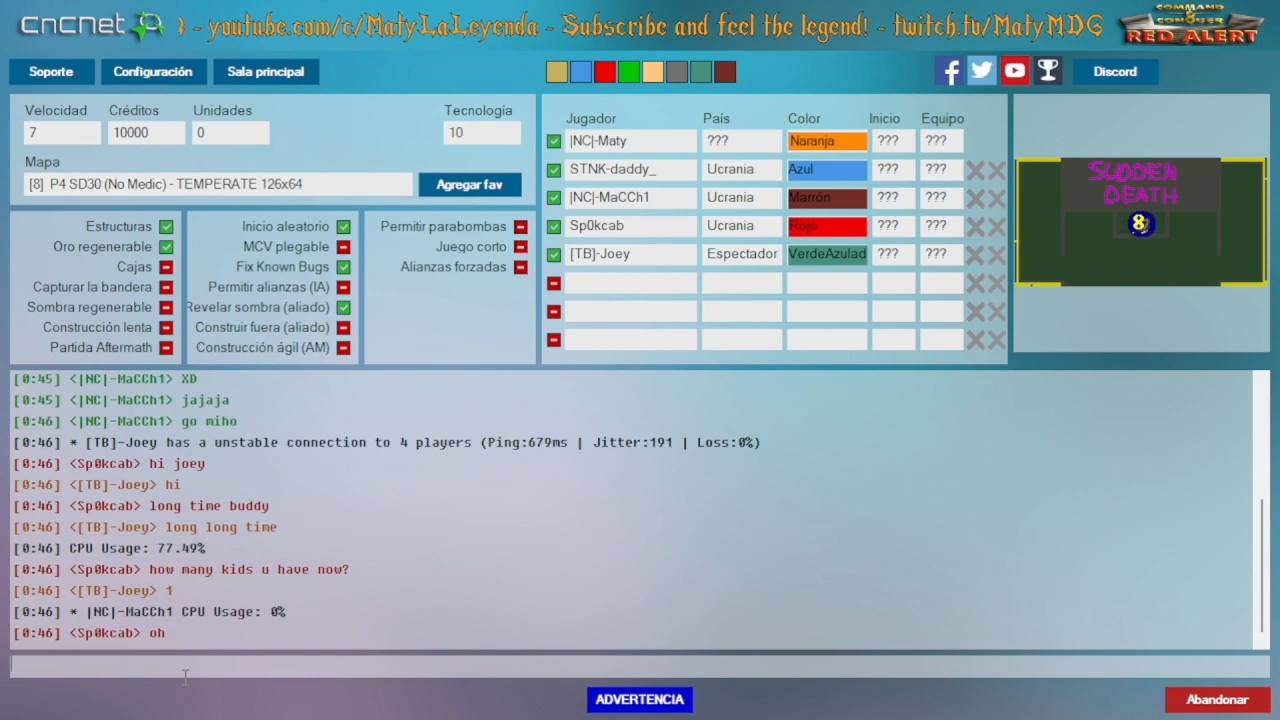 cncnet - youtube.com/c/MatyLaLeyenda - Subscribe and feel the legend! - twitch.tv/MatyMDG COMMAND & CONQUER RED ALERT
Soporte Configuración Sala principal Discord
Velocidad Créditos Unidades Tecnología
7 10000 0 10
Mapa
[8] P4 SD30 (No Medic) - TEMPERATE 126x64 Agregar fav
Estructuras Inicio aleatorio Permitir parabombas
Oro regenerable MCV plegable Juego corto
Cajas Fix Known Bugs Alianzas forzadas
Capturar la bandera Permitir alianzas (IA)
Sombra regenerable Revelar sombra (aliado)
Construcción lenta Construir fuera (aliado)
Partida Aftermath Construcción ágil (AM)
Jugador País Color Inicio Equipo
|NC|-Maty ??? Naranja ??? ???
STNK-daddy_ Ucrania Azul ??? ???
|NC|-MaCCh1 Ucrania Marrón ??? ???
Sp0kcab Ucrania Rojo ??? ???
[TB]-Joey Espectador VerdeAzulad ??? ???
SUDDEN
DEATH
8
[0:45] <|NC|-MaCCh1> XD
[0:45] <|NC|-MaCCh1> jajaja
[0:46] <|NC|-MaCCh1> go miho
[0:46] * [TB]-Joey has a unstable connection to 4 players (Ping:679ms | Jitter:191 | Loss:0%)
[0:46] <Sp0kcab> hi joey
[0:46] <[TB]-Joey> hi
[0:46] <Sp0kcab> long time buddy
[0:46] <[TB]-Joey> long long time
[0:46] CPU Usage: 77.49%
[0:46] <Sp0kcab> how many kids u have now?
[0:46] <[TB]-Joey> 1
[0:46] * |NC|-MaCCh1 CPU Usage: 0%
[0:46] <Sp0kcab> oh
ADVERTENCIA Abandonar